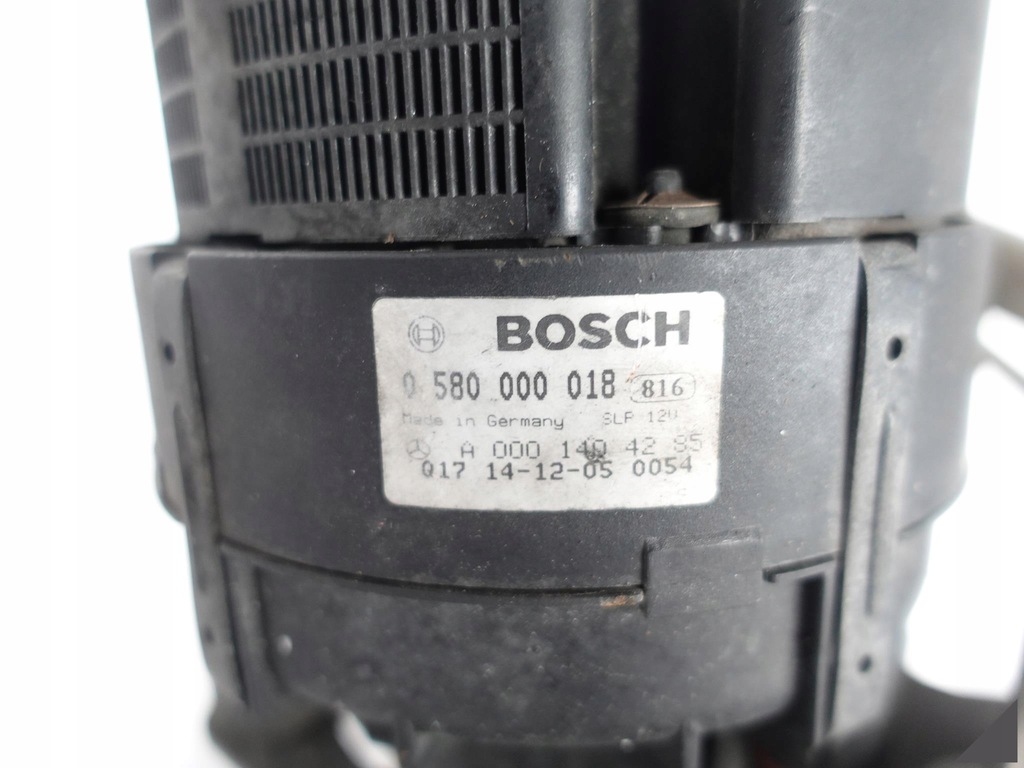 BOSCH
0 580 000 018 816
Made in Germany SLP 12V
A 000 140 42 85
Q17 14-12-05 0054